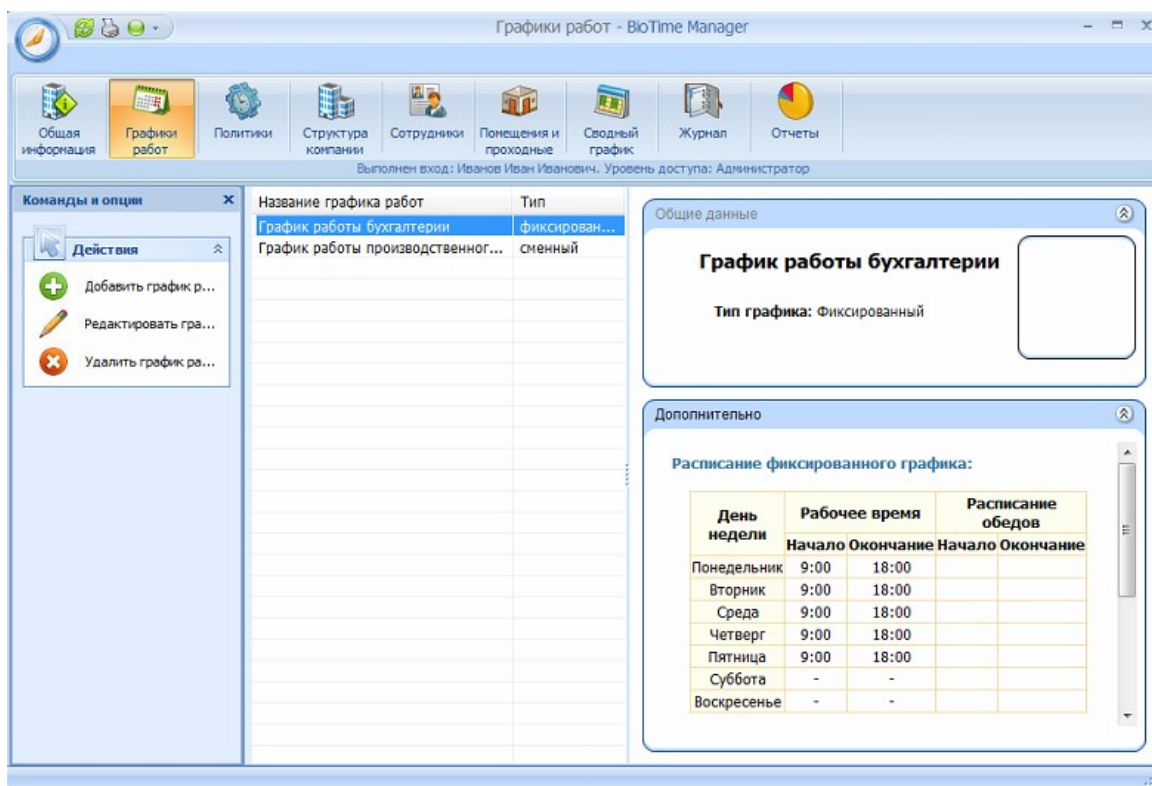 Графики работ - BioTime Manager
Общая информация
Графики работ
Политики
Структура компании
Сотрудники
Помещения и проходные
Сводный график
Журнал
Отчеты
Выполнен вход: Иванов Иван Иванович. Уровень доступа: Администратор
Команды и опции
Действия
Добавить график р...
Редактировать гра...
Удалить график ра...
Название графика работ Тип
График работы бухгалтерии фиксирован...
График работы производственног... сменный
Общие данные
График работы бухгалтерии
Тип графика: Фиксированный
Дополнительно
Расписание фиксированного графика:
День недели Рабочее время Расписание обедов
Начало Окончание Начало Окончание
Понедельник 9:00 18:00
Вторник 9:00 18:00
Среда 9:00 18:00
Четверг 9:00 18:00
Пятница 9:00 18:00
Суббота - -
Воскресенье - -